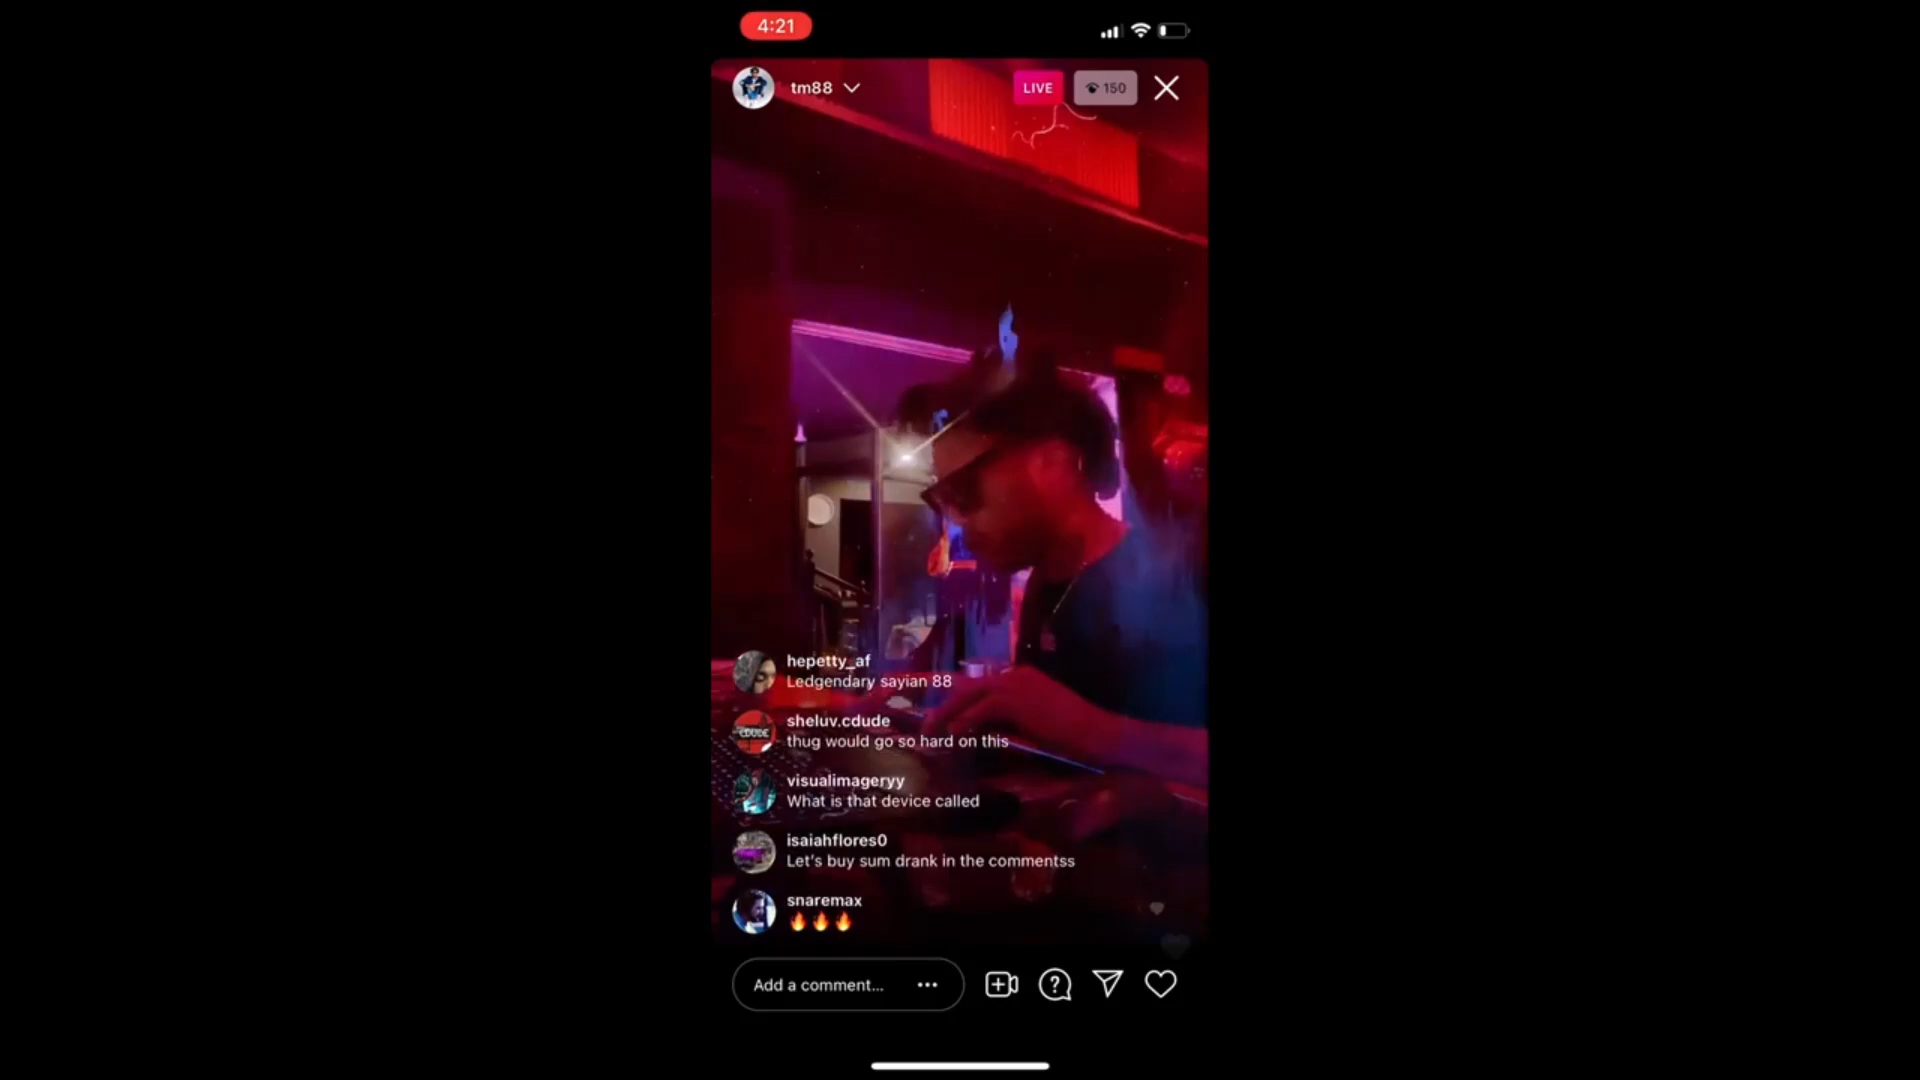 4:21
tm88
LIVE
150
hepetty_af
Ledgendary sayian 88
sheluv.cdude
CDUDE
thug would go so hard on this
visualimageryy
What is that device called
isaiahflores0
Let's buy sum drank in the commentss
snaremax
🔥🔥🔥
Add a comment...